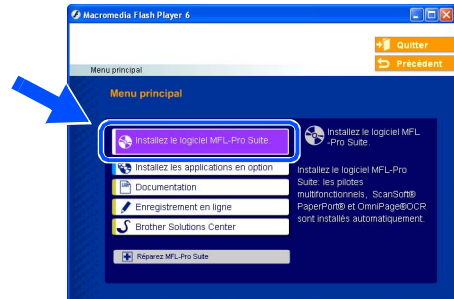 Macromedia Flash Player 6
Quitter
Précédent
Menu principal
Menu principal
Installez le logiciel MFL-Pro Suite.
Installez les applications en option
Documentation
Enregistrement en ligne
Brother Solutions Center
Réparez MFL-Pro Suite
Installez le logiciel MFL
-Pro Suite.
Installez le logiciel MFL-Pro
Suite: les pilotes
multifonctionnels, ScanSoft®
PaperPort® et OmniPage®OCR
sont installés automatiquement.